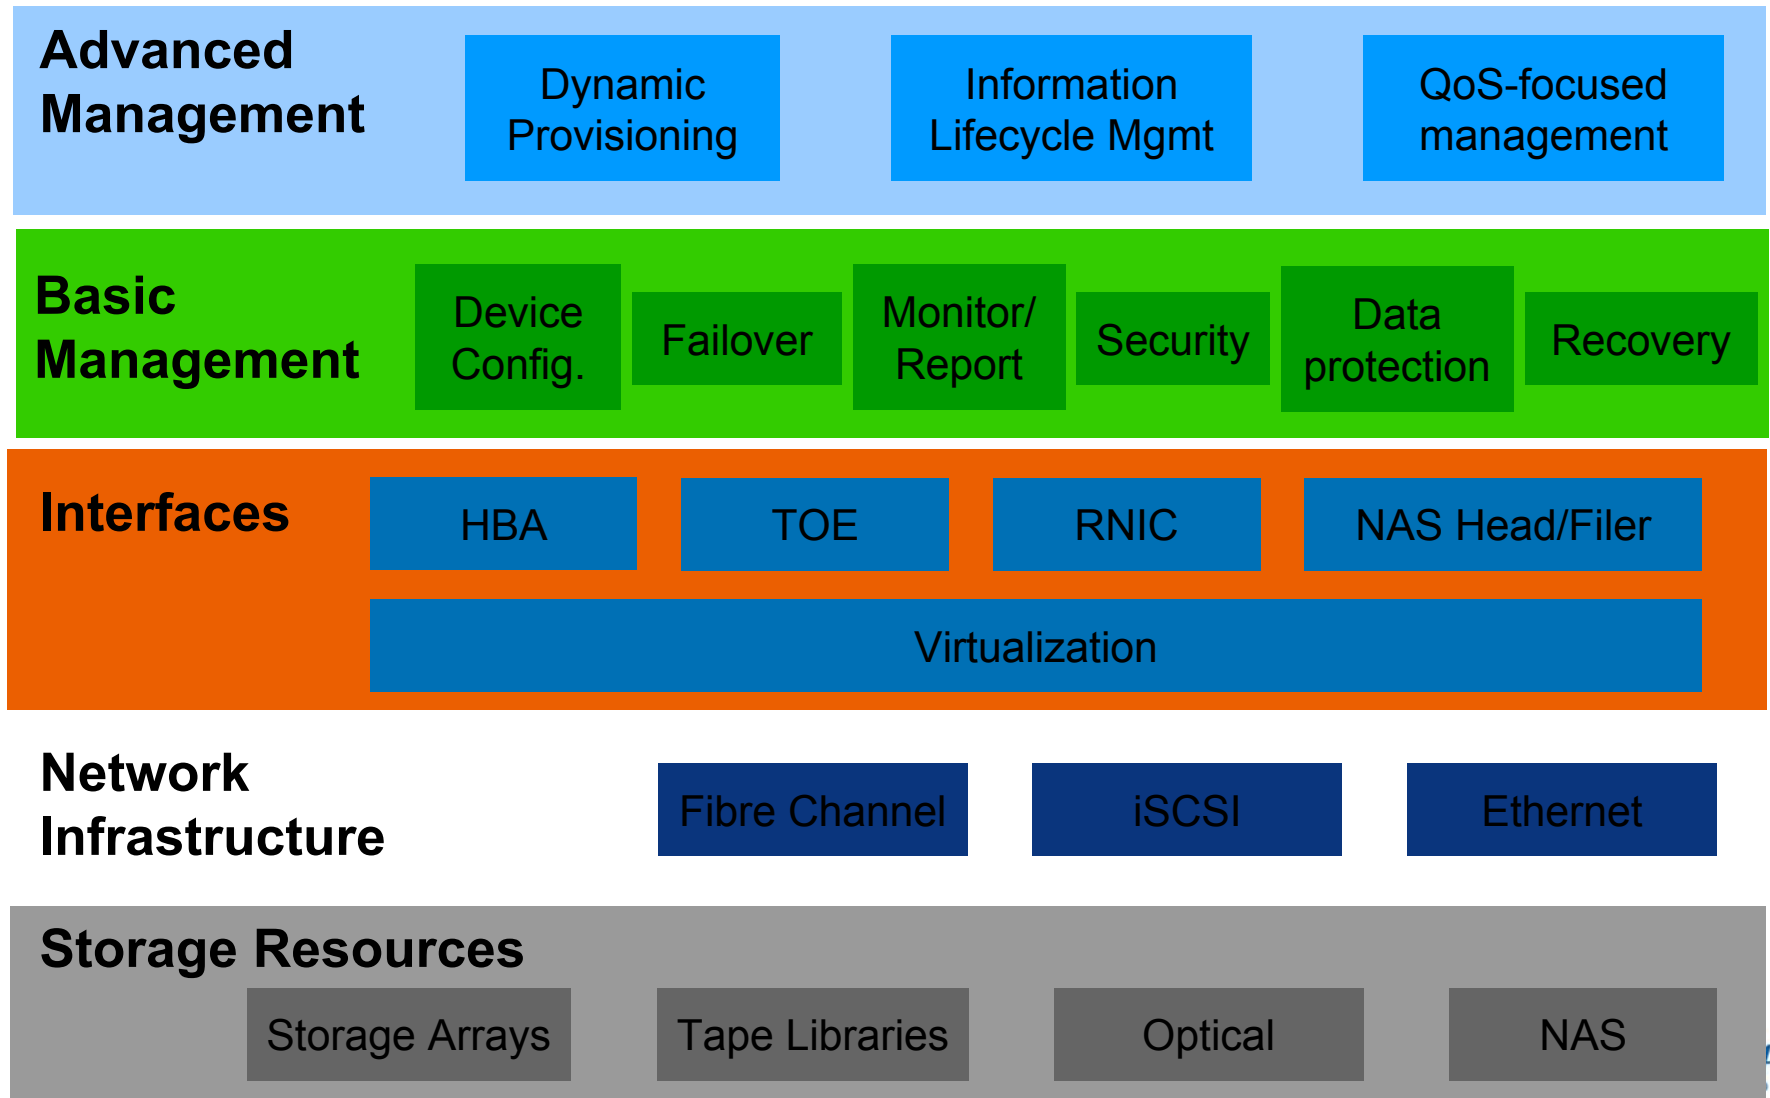 Advanced
Management
Dynamic
Provisioning
Information
Lifecycle Mgmt
QoS-focused
management
Basic
Management
Device
Config.
Failover
Monitor/
Report
Security
Data
protection
Recovery
Interfaces
HBA
TOE
RNIC
NAS Head/Filer
Virtualization
Network
Infrastructure
Fibre Channel
iSCSI
Ethernet
Storage Resources
Storage Arrays
Tape Libraries
Optical
NAS